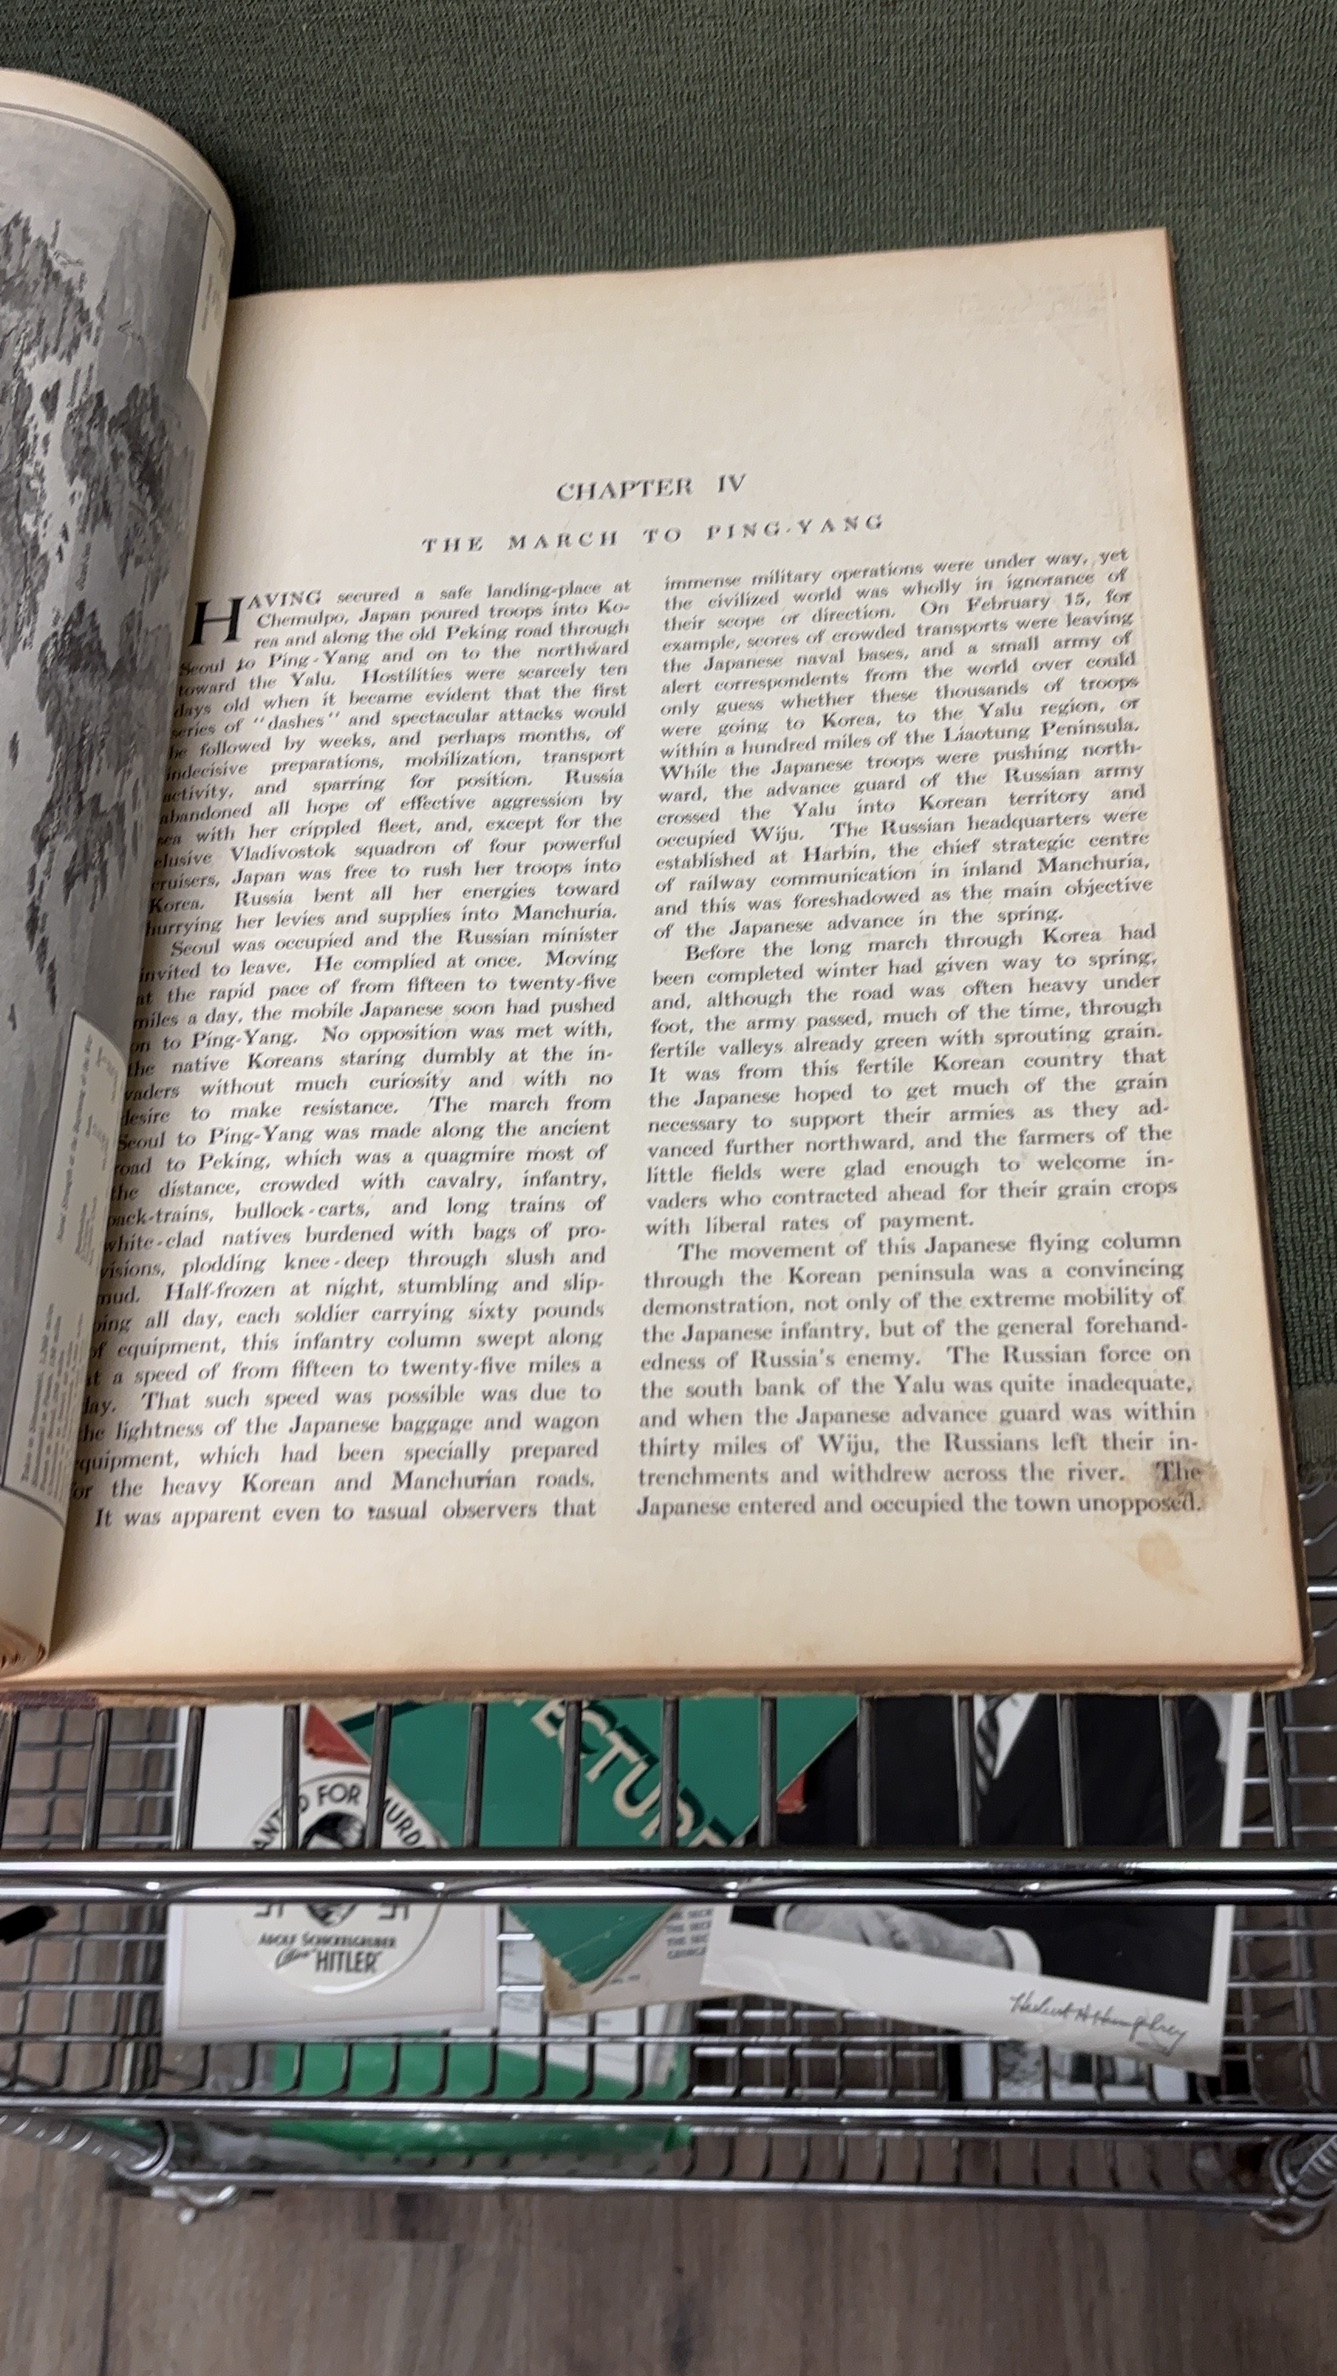 CHAPTER IV
THE MARCH TO PING-YANG
HAVING secured a safe landing-place at
Chemulpo, Japan poured troops into Ko-
rea and along the old Peking road through
Seoul to Ping-Yang and on to the northward
toward the Yalu. Hostilities were scarcely ten
days old when it became evident that the first
series of "dashes" and spectacular attacks would
be followed by weeks, and perhaps months, of
indecisive preparations, mobilization, transport
activity, and sparring for position. Russia
abandoned all hope of effective aggression by
sea with her crippled fleet, and, except for the
elusive Vladivostok squadron of four powerful
cruisers, Japan was free to rush her troops into
Korea. Russia bent all her energies toward
hurrying her levies and supplies into Manchuria.
Seoul was occupied and the Russian minister
invited to leave. He complied at once. Moving
at the rapid pace of from fifteen to twenty-five
miles a day, the mobile Japanese soon had pushed
on to Ping-Yang. No opposition was met with,
the native Koreans staring dumbly at the in-
vaders without much curiosity and with no
desire to make resistance. The march from
Seoul to Ping-Yang was made along the ancient
road to Peking, which was a quagmire most of
the distance, crowded with cavalry, infantry,
pack-trains, bullock-carts, and long trains of
white-clad natives burdened with bags of pro-
visions, plodding knee-deep through slush and
mud. Half-frozen at night, stumbling and slip-
ping all day, each soldier carrying sixty pounds
of equipment, this infantry column swept along
at a speed of from fifteen to twenty-five miles a
day. That such speed was possible was due to
the lightness of the Japanese baggage and wagon
equipment, which had been specially prepared
for the heavy Korean and Manchurian roads.
It was apparent even to casual observers that
immense military operations were under way, yet
the civilized world was wholly in ignorance of
their scope or direction. On February 15, for
example, scores of crowded transports were leaving
the Japanese naval bases, and a small army of
alert correspondents from the world over could
only guess whether these thousands of troops
were going to Korea, to the Yalu region, or
within a hundred miles of the Liaotung Peninsula.
While the Japanese troops were pushing north-
ward, the advance guard of the Russian army
crossed the Yalu into Korean territory and
occupied Wiju. The Russian headquarters were
established at Harbin, the chief strategic centre
of railway communication in inland Manchuria,
and this was foreshadowed as the main objective
of the Japanese advance in the spring.
Before the long march through Korea had
been completed winter had given way to spring,
and, although the road was often heavy under
foot, the army passed, much of the time, through
fertile valleys already green with sprouting grain.
It was from this fertile Korean country that
the Japanese hoped to get much of the grain
necessary to support their armies as they ad-
vanced further northward, and the farmers of the
little fields were glad enough to welcome in-
vaders who contracted ahead for their grain crops
with liberal rates of payment.
The movement of this Japanese flying column
through the Korean peninsula was a convincing
demonstration, not only of the extreme mobility of
the Japanese infantry, but of the general forehand-
edness of Russia's enemy. The Russian force on
the south bank of the Yalu was quite inadequate,
and when the Japanese advance guard was within
thirty miles of Wiju, the Russians left their in-
trenchments and withdrew across the river. The
Japanese entered and occupied the town unopposed.
FOR
HITLER
Hubert H Humphrey